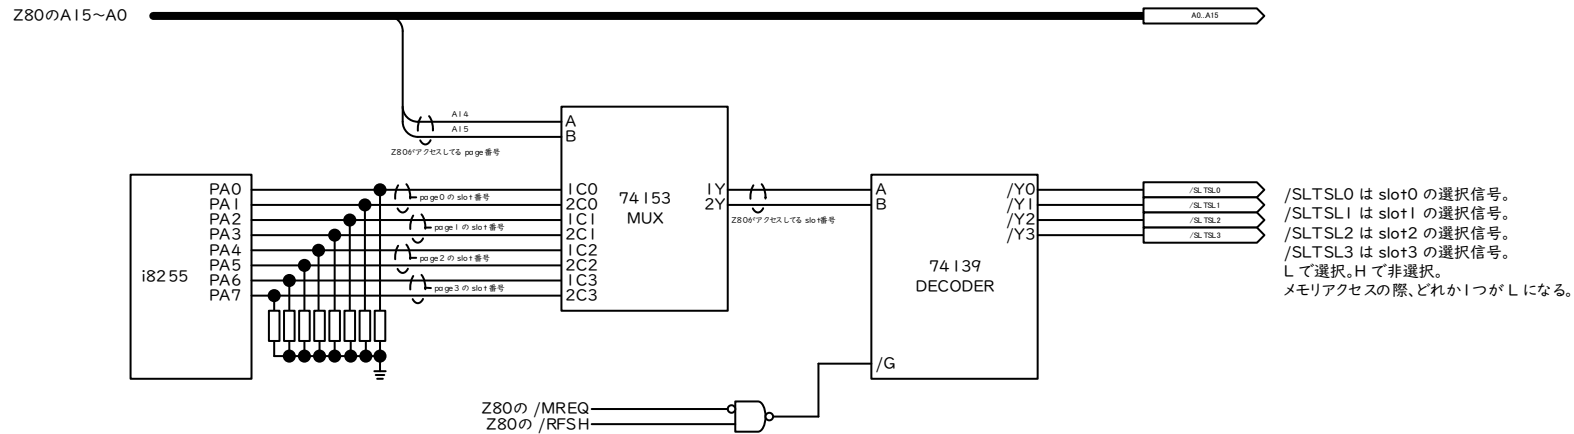 Z80のA15～A0
A0..A15
A14
A15
Z80がアクセスしてる page番号
A
B
i8255
PA0
PA1
PA2
PA3
PA4
PA5
PA6
PA7
page0 の slot番号
page1 の slot番号
page2 の slot番号
page3 の slot番号
1C0
2C0
1C1
2C1
1C2
2C2
1C3
2C3
74153
MUX
1Y
2Y
Z80がアクセスしてる slot番号
A
B
74139
DECODER
/G
/Y0
/Y1
/Y2
/Y3
/SLTSL0
/SLTSL1
/SLTSL2
/SLTSL3
/SLTSL0 は slot0 の選択信号。
/SLTSL1 は slot1 の選択信号。
/SLTSL2 は slot2 の選択信号。
/SLTSL3 は slot3 の選択信号。
L で選択。H で非選択。
メモリアクセスの際、どれか1つが L になる。
Z80の /MREQ
Z80の /RFSH